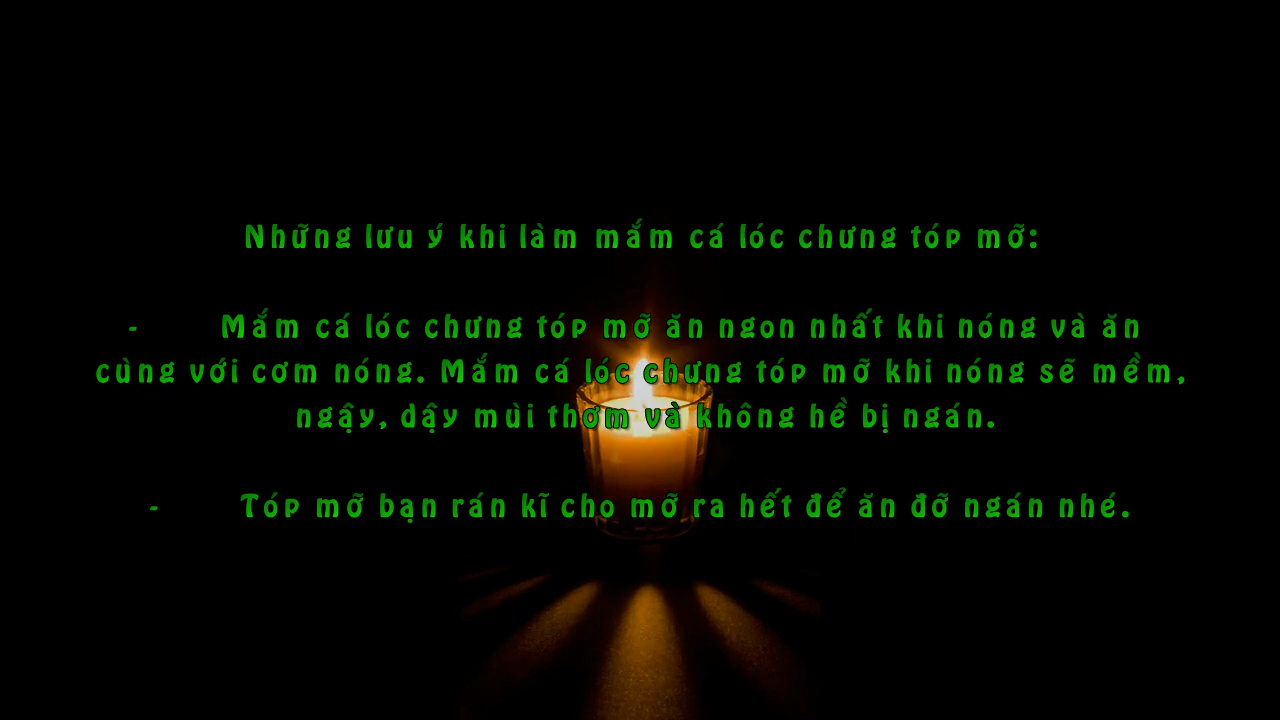 Những lưu ý khi làm mắm cá lóc chưng tóp mỡ:
- Mắm cá lóc chưng tóp mỡ ăn ngon nhất khi nóng và ăn
cùng với cơm nóng. Mắm cá lóc chưng tóp mỡ khi nóng sẽ mềm,
ngậy, dậy mùi thơm và không hề bị ngán.
- Tóp mỡ bạn rán kĩ cho mỡ ra hết để ăn đỡ ngán nhé.